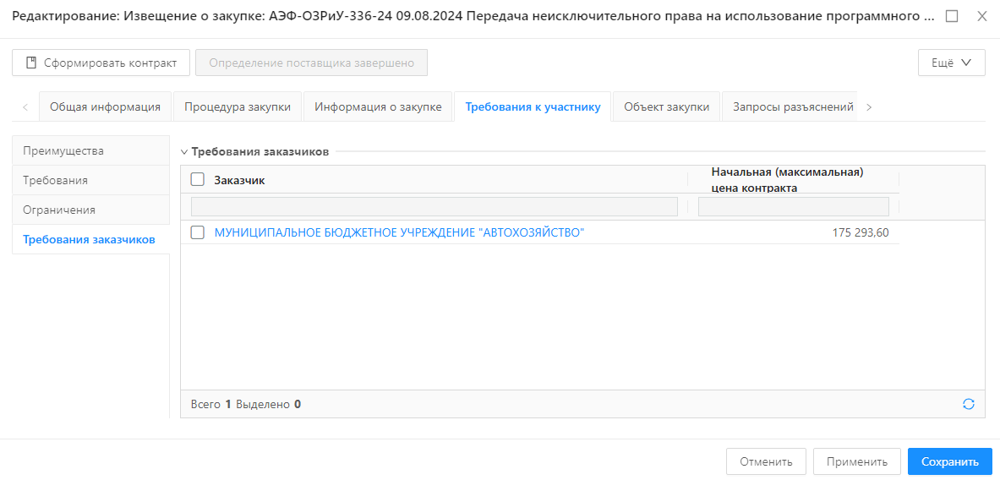 Редактирование: Извещение о закупке: АЭФ-ОЗРиУ-336-24 09.08.2024 Передача неисключительного права на использование программного ...
Сформировать контракт
Определение поставщика завершено
Ещё
Общая информация
Процедура закупки
Информация о закупке
Требования к участнику
Объект закупки
Запросы разъяснений
Преимущества
Требования
Ограничения
Требования заказчиков
Требования заказчиков
Заказчик
Начальная (максимальная)
цена контракта
МУНИЦИПАЛЬНОЕ БЮДЖЕТНОЕ УЧРЕЖДЕНИЕ "АВТОХОЗЯЙСТВО"
175 293,60
Всего 1 Выделено 0
Отменить
Применить
Сохранить